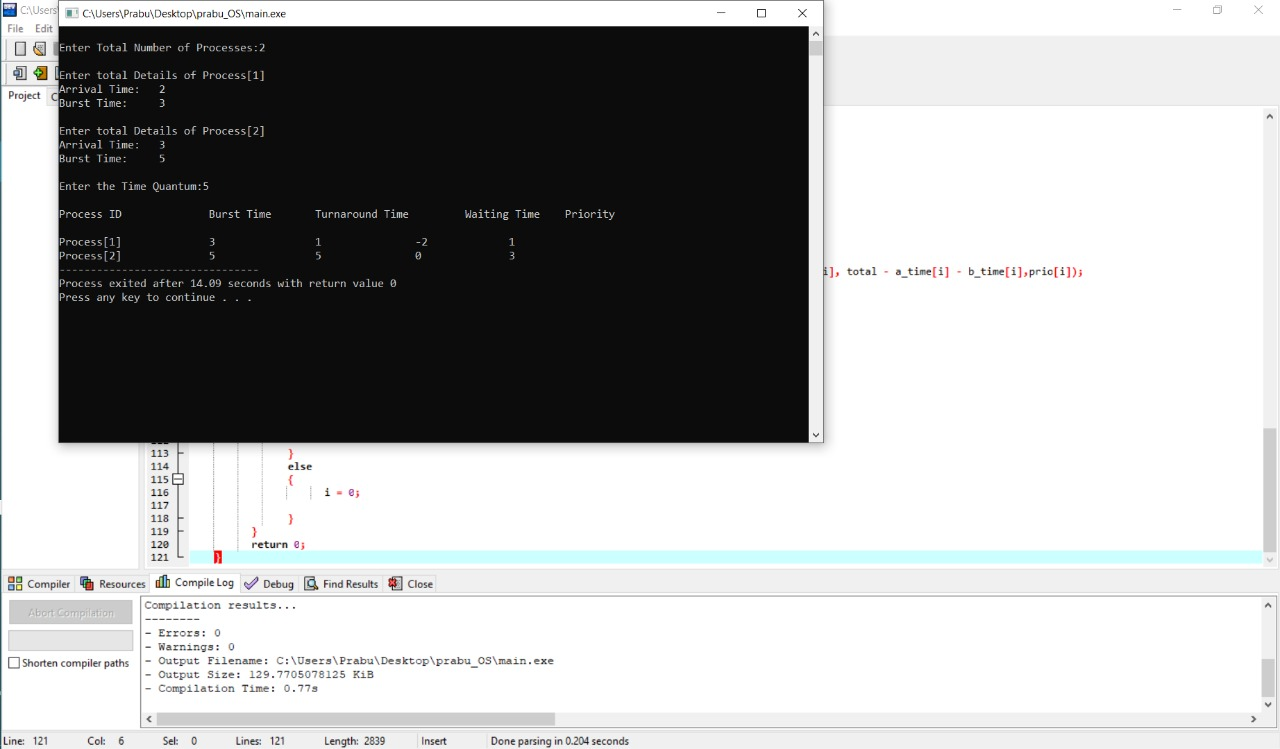 C:\Users
C:\Users\Prabu\Desktop\prabu_OS\main.exe
File Edit
Project
Enter Total Number of Processes:2
Enter total Details of Process[1]
Arrival Time: 2
Burst Time: 3
Enter total Details of Process[2]
Arrival Time: 3
Burst Time: 5
Enter the Time Quantum:5
Process ID Burst Time Turnaround Time Waiting Time Priority
Process[1] 3 1 -2 1
Process[2] 5 5 0 3
--------------------------------
Process exited after 14.09 seconds with return value 0
Press any key to continue . . .
i], total - a_time[i] - b_time[i],prio[i]);
113 }
114 else
115 {
116 i = 0;
117
118 }
119 }
120 return 0;
121 }
Compiler Resources Compile Log Debug Find Results Close
Abort Compilation
Shorten compiler paths
Compilation results...
--------
- Errors: 0
- Warnings: 0
- Output Filename: C:\Users\Prabu\Desktop\prabu_OS\main.exe
- Output Size: 129.7705078125 KiB
- Compilation Time: 0.77s
Line: 121 Col: 6 Sel: 0 Lines: 121 Length: 2839 Insert Done parsing in 0.204 seconds